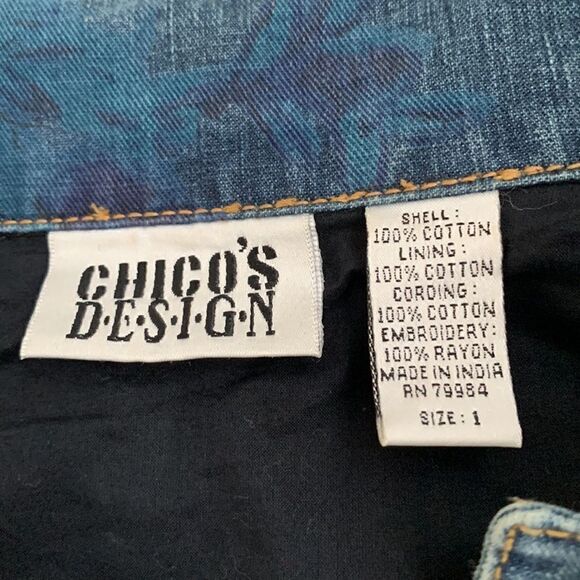 CHICO'S
D·E·S·I·G·N
SHELL:
100% COTTON
LINING:
100% COTTON
CORDING:
100% COTTON
EMBROIDERY:
100% RAYON
MADE IN INDIA
RN 79984
SIZE: 1